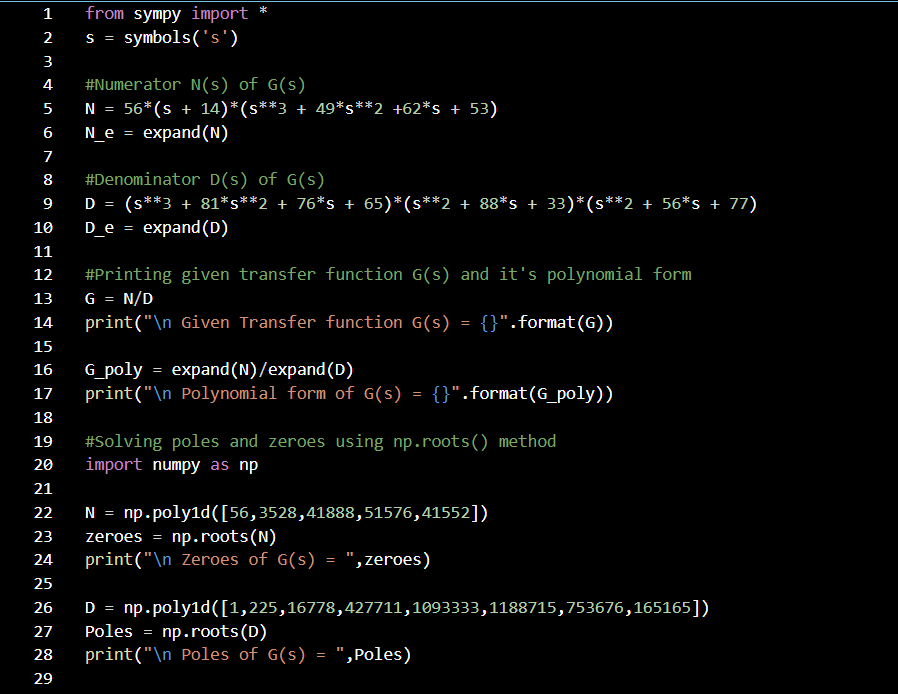 1 from sympy import *
2 s = symbols('s')
3
4 #Numerator N(s) of G(s)
5 N = 56*(s + 14)*(s**3 + 49*s**2 +62*s + 53)
6 N_e = expand(N)
7
8 #Denominator D(s) of G(s)
9 D = (s**3 + 81*s**2 + 76*s + 65)*(s**2 + 88*s + 33)*(s**2 + 56*s + 77)
10 D_e = expand(D)
11
12 #Printing given transfer function G(s) and it's polynomial form
13 G = N/D
14 print("\n Given Transfer function G(s) = {}".format(G))
15
16 G_poly = expand(N)/expand(D)
17 print("\n Polynomial form of G(s) = {}".format(G_poly))
18
19 #Solving poles and zeroes using np.roots() method
20 import numpy as np
21
22 N = np.poly1d([56,3528,41888,51576,41552])
23 zeroes = np.roots(N)
24 print("\n Zeroes of G(s) = ",zeroes)
25
26 D = np.poly1d([1,225,16778,427711,1093333,1188715,753676,165165])
27 Poles = np.roots(D)
28 print("\n Poles of G(s) = ",Poles)
29